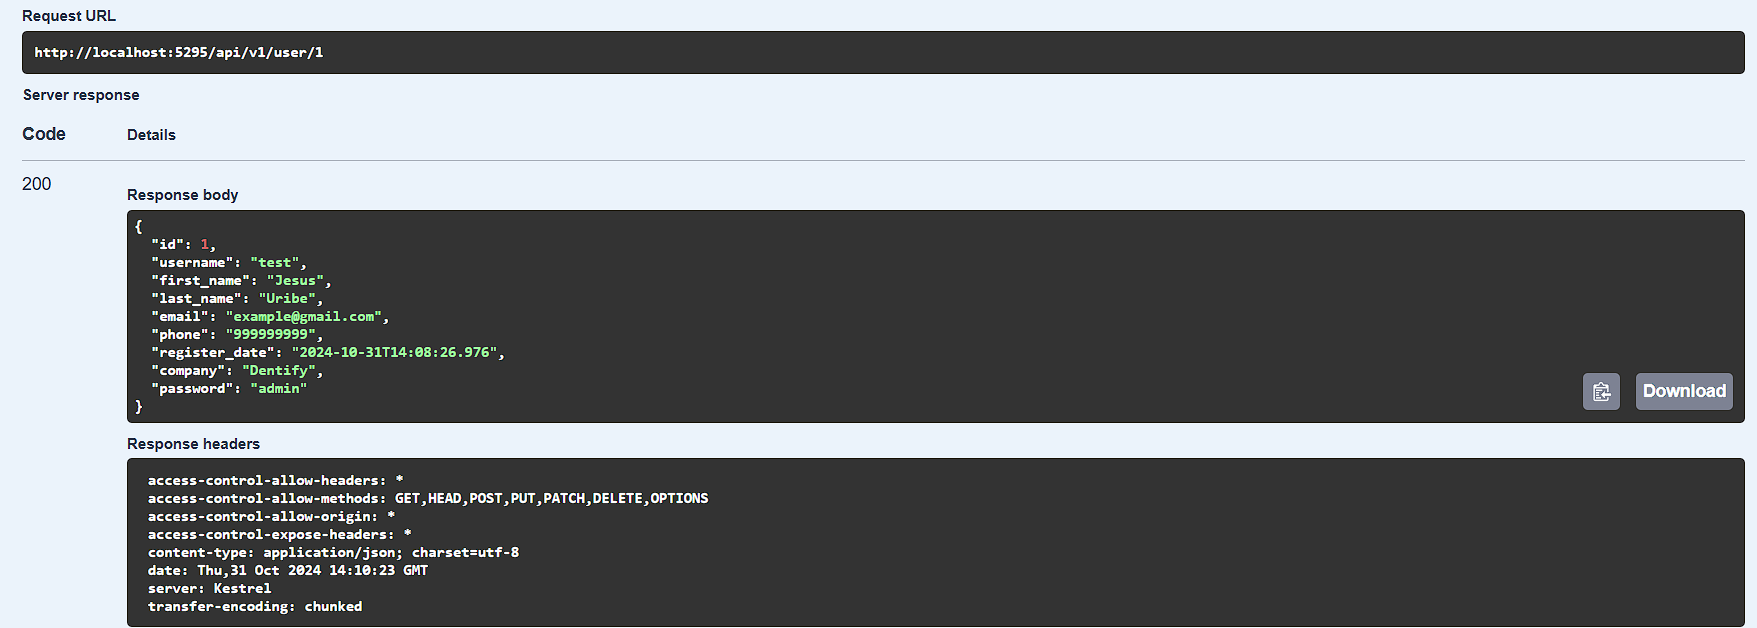 Request URL
http://localhost:5295/api/v1/user/1
Server response
Code Details
200
Response body
{
"id": 1,
"username": "test",
"first_name": "Jesus",
"last_name": "Uribe",
"email": "example@gmail.com",
"phone": "999999999",
"register_date": "2024-10-31T14:08:26.976",
"company": "Dentify",
"password": "admin"
}
Download
Response headers
access-control-allow-headers: *
access-control-allow-methods: GET,HEAD,POST,PUT,PATCH,DELETE,OPTIONS
access-control-allow-origin: *
access-control-expose-headers: *
content-type: application/json; charset=utf-8
date: Thu,31 Oct 2024 14:10:23 GMT
server: Kestrel
transfer-encoding: chunked